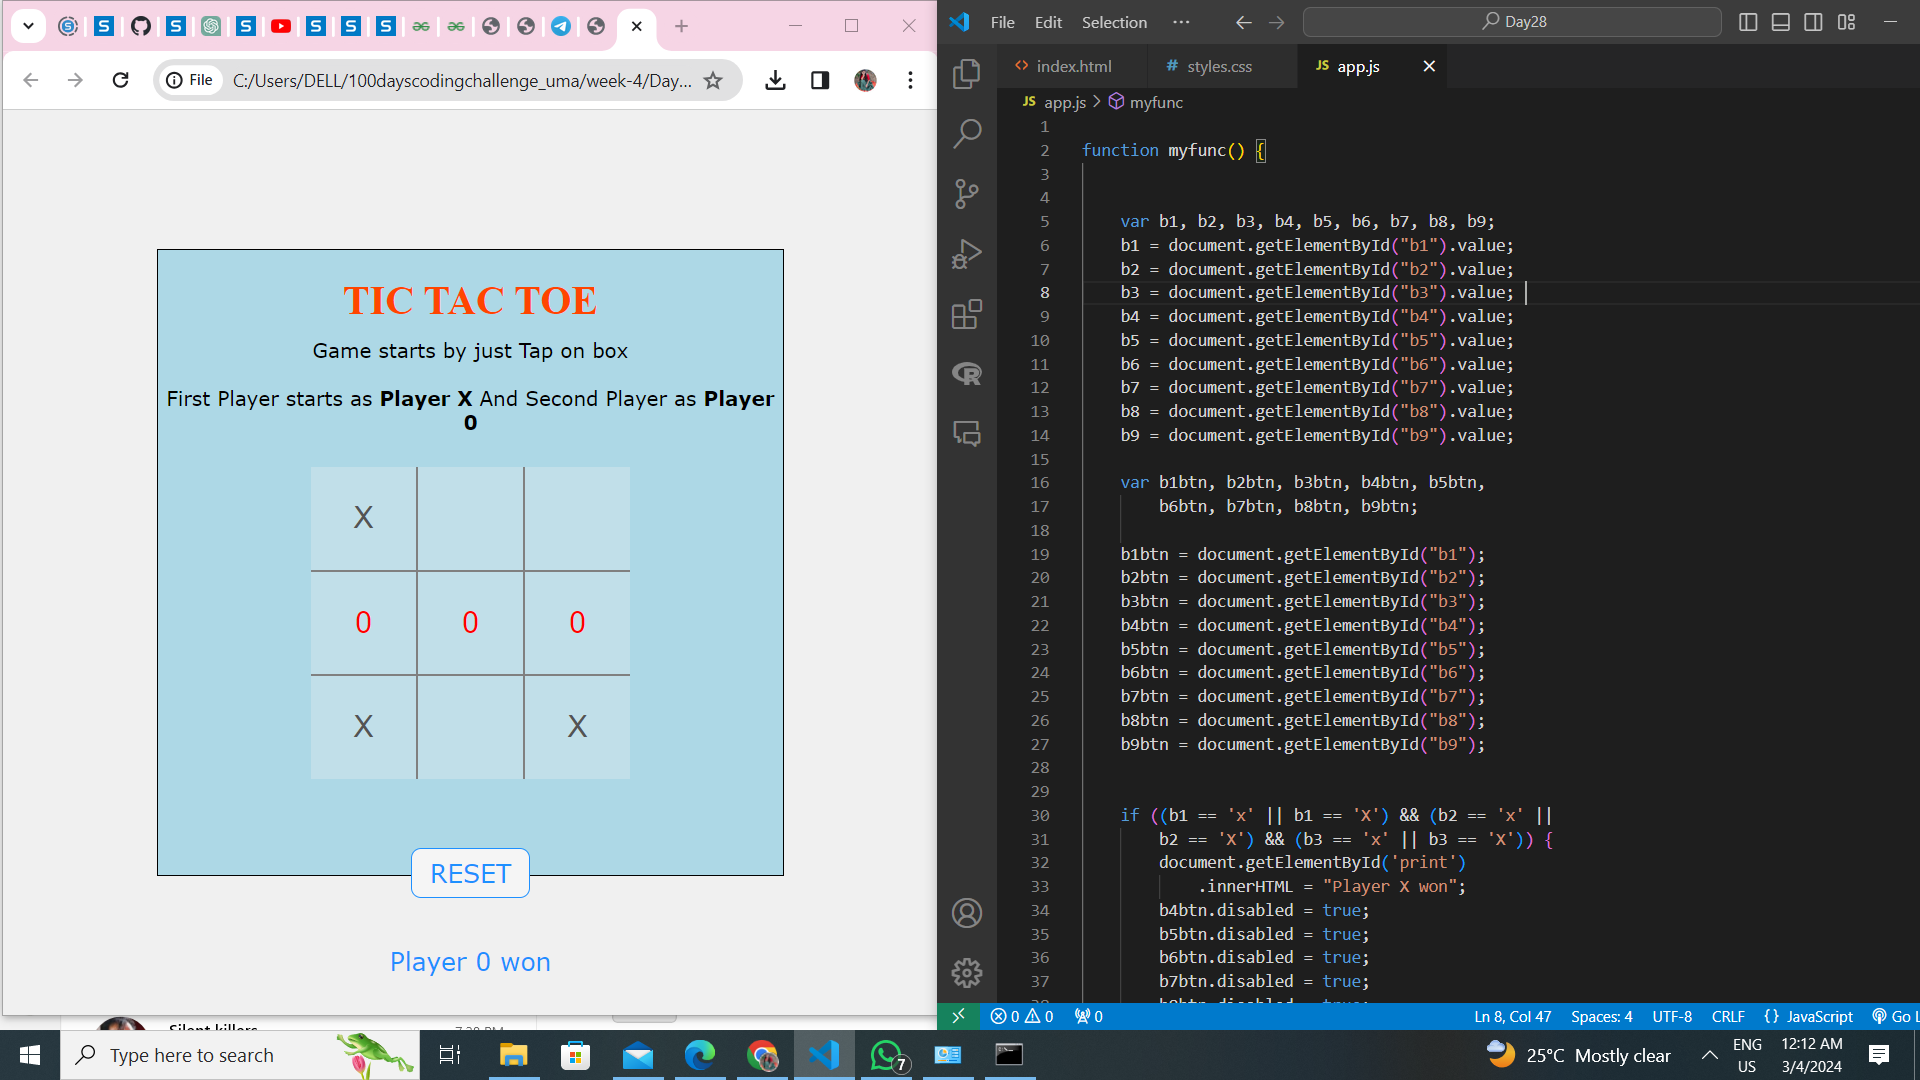 File
C:/Users/DELL/100dayscodingchallenge_uma/week-4/Day...
TIC TAC TOE
Game starts by just Tap on box
First Player starts as Player X And Second Player as Player
0
X
0 0 0
X X
RESET
Player 0 won
File Edit Selection ···
Day28
<> index.html
# styles.css
JS app.js
JS app.js > myfunc
1
2 function myfunc() {
3
4
5 var b1, b2, b3, b4, b5, b6, b7, b8, b9;
6 b1 = document.getElementById("b1").value;
7 b2 = document.getElementById("b2").value;
8 b3 = document.getElementById("b3").value;
9 b4 = document.getElementById("b4").value;
10 b5 = document.getElementById("b5").value;
11 b6 = document.getElementById("b6").value;
12 b7 = document.getElementById("b7").value;
13 b8 = document.getElementById("b8").value;
14 b9 = document.getElementById("b9").value;
15
16 var b1btn, b2btn, b3btn, b4btn, b5btn,
17 b6btn, b7btn, b8btn, b9btn;
18
19 b1btn = document.getElementById("b1");
20 b2btn = document.getElementById("b2");
21 b3btn = document.getElementById("b3");
22 b4btn = document.getElementById("b4");
23 b5btn = document.getElementById("b5");
24 b6btn = document.getElementById("b6");
25 b7btn = document.getElementById("b7");
26 b8btn = document.getElementById("b8");
27 b9btn = document.getElementById("b9");
28
29
30 if ((b1 == 'x' || b1 == 'X') && (b2 == 'x' ||
31 b2 == 'X') && (b3 == 'x' || b3 == 'X')) {
32 document.getElementById('print')
33 .innerHTML = "Player X won";
34 b4btn.disabled = true;
35 b5btn.disabled = true;
36 b6btn.disabled = true;
37 b7btn.disabled = true;
38 b8btn.disabled = true;
0 0 0
Ln 8, Col 47 Spaces: 4 UTF-8 CRLF {} JavaScript Go L
Silent killers
7:28 PM
Type here to search
7
25°C Mostly clear
ENG
US
12:12 AM
3/4/2024